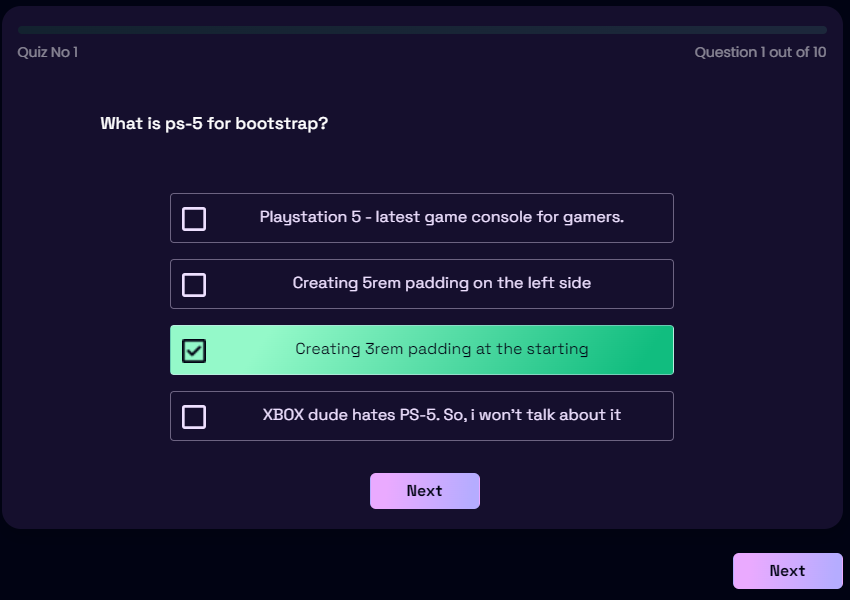 Quiz No 1
Question 1 out of 10
What is ps-5 for bootstrap?
Playstation 5 - latest game console for gamers.
Creating 5rem padding on the left side
Creating 3rem padding at the starting
XBOX dude hates PS-5. So, i won't talk about it
Next
Next